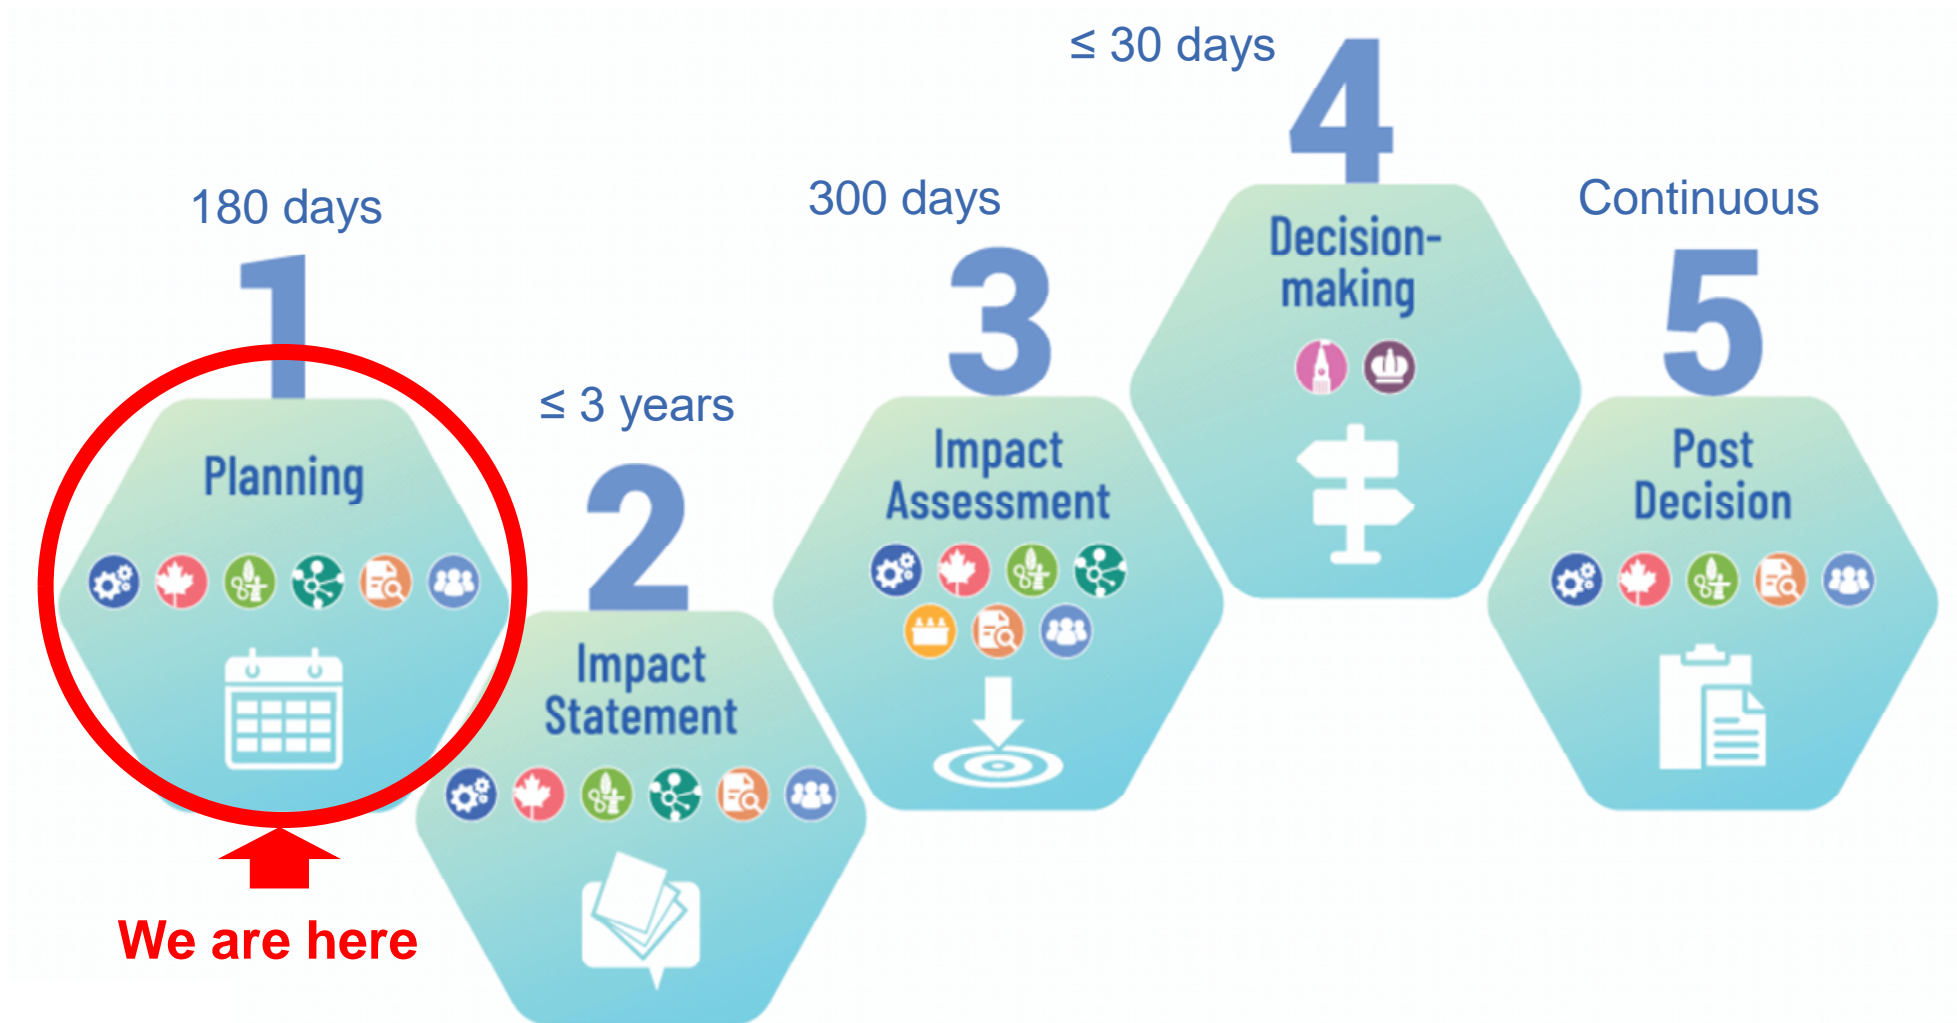 180 days
1
Planning
We are here
≤ 3 years
2
Impact
Statement
300 days
3
Impact
Assessment
≤ 30 days
4
Decision-
making
Continuous
5
Post
Decision